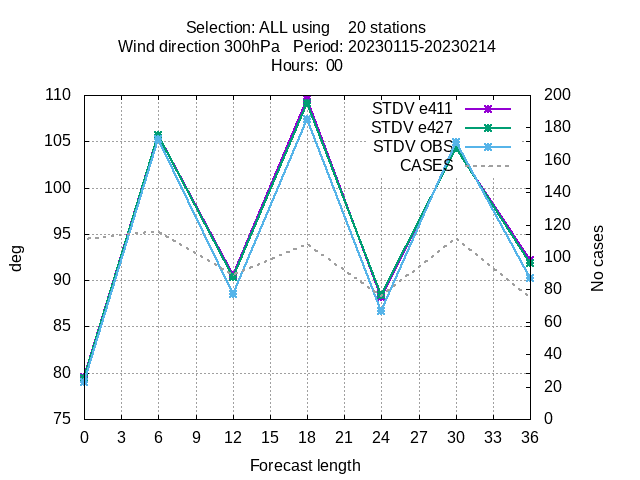 Selection: ALL using    20 stations
Wind direction 300hPa   Period: 20230115-20230214
Hours:  00
110
105
100
95
90
85
80
75
deg
STDV e411
STDV e427
STDV OBS
CASES
200
180
160
140
120
100
80
60
40
20
0
No cases
0 3 6 9 12 15 18 21 24 27 30 33 36
Forecast length